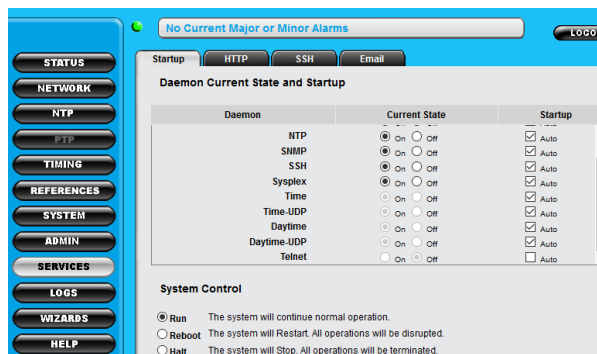 No Current Major or Minor Alarms
LOGO
STATUS
NETWORK
NTP
PTP
TIMING
REFERENCES
SYSTEM
ADMIN
SERVICES
LOGS
WIZARDS
HELP
Startup HTTP SSH Email
Daemon Current State and Startup
Daemon Current State Startup
On Off Auto
NTP On Off Auto
SNMP On Off Auto
SSH On Off Auto
Sysplex On Off Auto
Time On Off Auto
Time-UDP On Off Auto
Daytime On Off Auto
Daytime-UDP On Off Auto
Telnet On Off Auto
System Control
Run The system will continue normal operation.
Reboot The system will Restart. All operations will be disrupted.
Halt The system will Stop. All operations will be terminated.